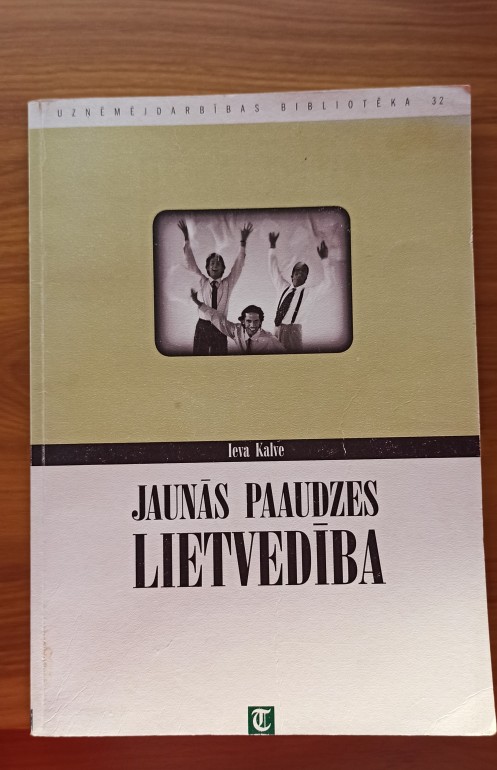 UZŅĒMĒJDARBĪBAS BIBLIOTĒKA 32
Ieva Kalve
JAUNĀS PAAUDZES
LIETVEDĪBA
T